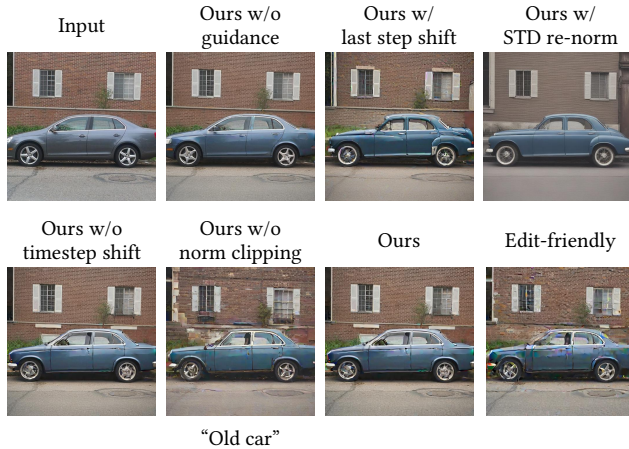 Input
Ours w/o
guidance
Ours w/
last step shift
Ours w/
STD re-norm
Ours w/o
timestep shift
Ours w/o
norm clipping
Ours
Edit-friendly
“Old car”